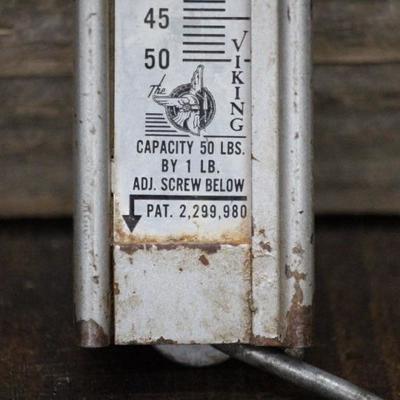 45
50
The
VIKING
CAPACITY 50 LBS.
BY 1 LB.
ADJ. SCREW BELOW
PAT. 2,299,980